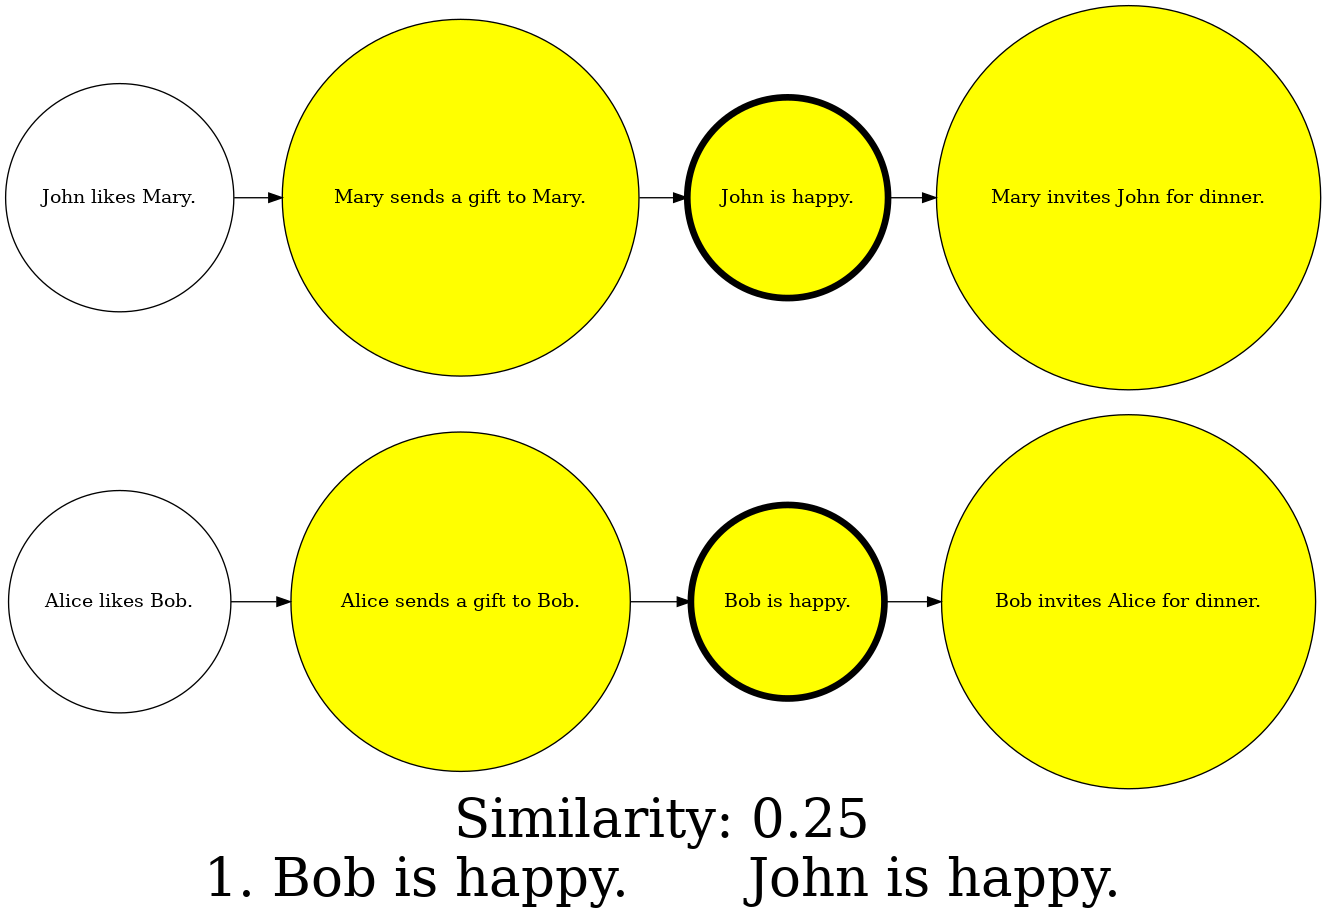 John likes Mary.
Mary sends a gift to Mary.
John is happy.
Mary invites John for dinner.
Alice likes Bob.
Alice sends a gift to Bob.
Bob is happy.
Bob invites Alice for dinner.
Similarity: 0.25
1. Bob is happy. John is happy.